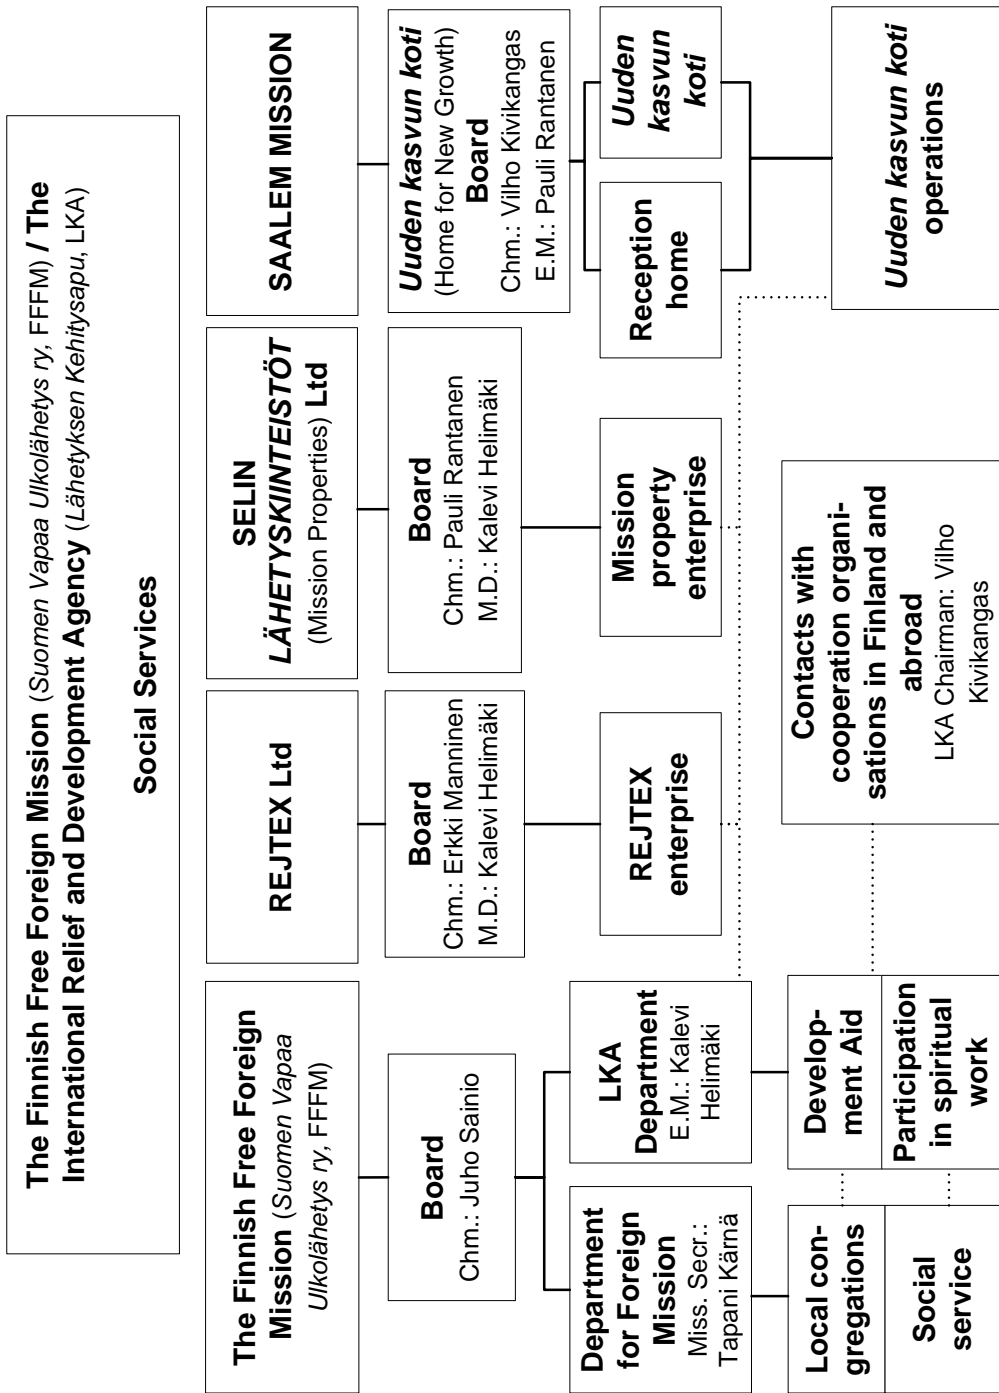 The Finnish Free Foreign Mission (Suomen Vapaa Ulkolähetys ry, FFFM) / The
International Relief and Development Agency (Lähetyksen Kehitysapu, LKA)
Social Services
The Finnish Free Foreign
Mission (Suomen Vapaa
Ulkolähetys ry, FFFM)
REJTEX Ltd
SELIN
LÄHETYSKIINTEISTÖT
(Mission Properties) Ltd
SAALEM MISSION
Board
Chm.: Juho Sainio
Board
Chm.: Erkki Manninen
M.D.: Kalevi Helimäki
Board
Chm.: Pauli Rantanen
M.D.: Kalevi Helimäki
Uuden kasvun koti
(Home for New Growth)
Board
Chm.: Vilho Kivikangas
E.M.: Pauli Rantanen
Department
for Foreign
Mission
Miss. Secr.:
Tapani Kärnä
LKA
Department
E.M.: Kalevi
Helimäki
REJTEX
enterprise
Mission
property
enterprise
Reception
home
Uuden
kasvun
koti
Local con-
gregations
Social
service
Develop-
ment Aid
Participation
in spiritual
work
Contacts with
cooperation organi-
sations in Finland and
abroad
LKA Chairman: Vilho
Kivikangas
Uuden kasvun koti
operations